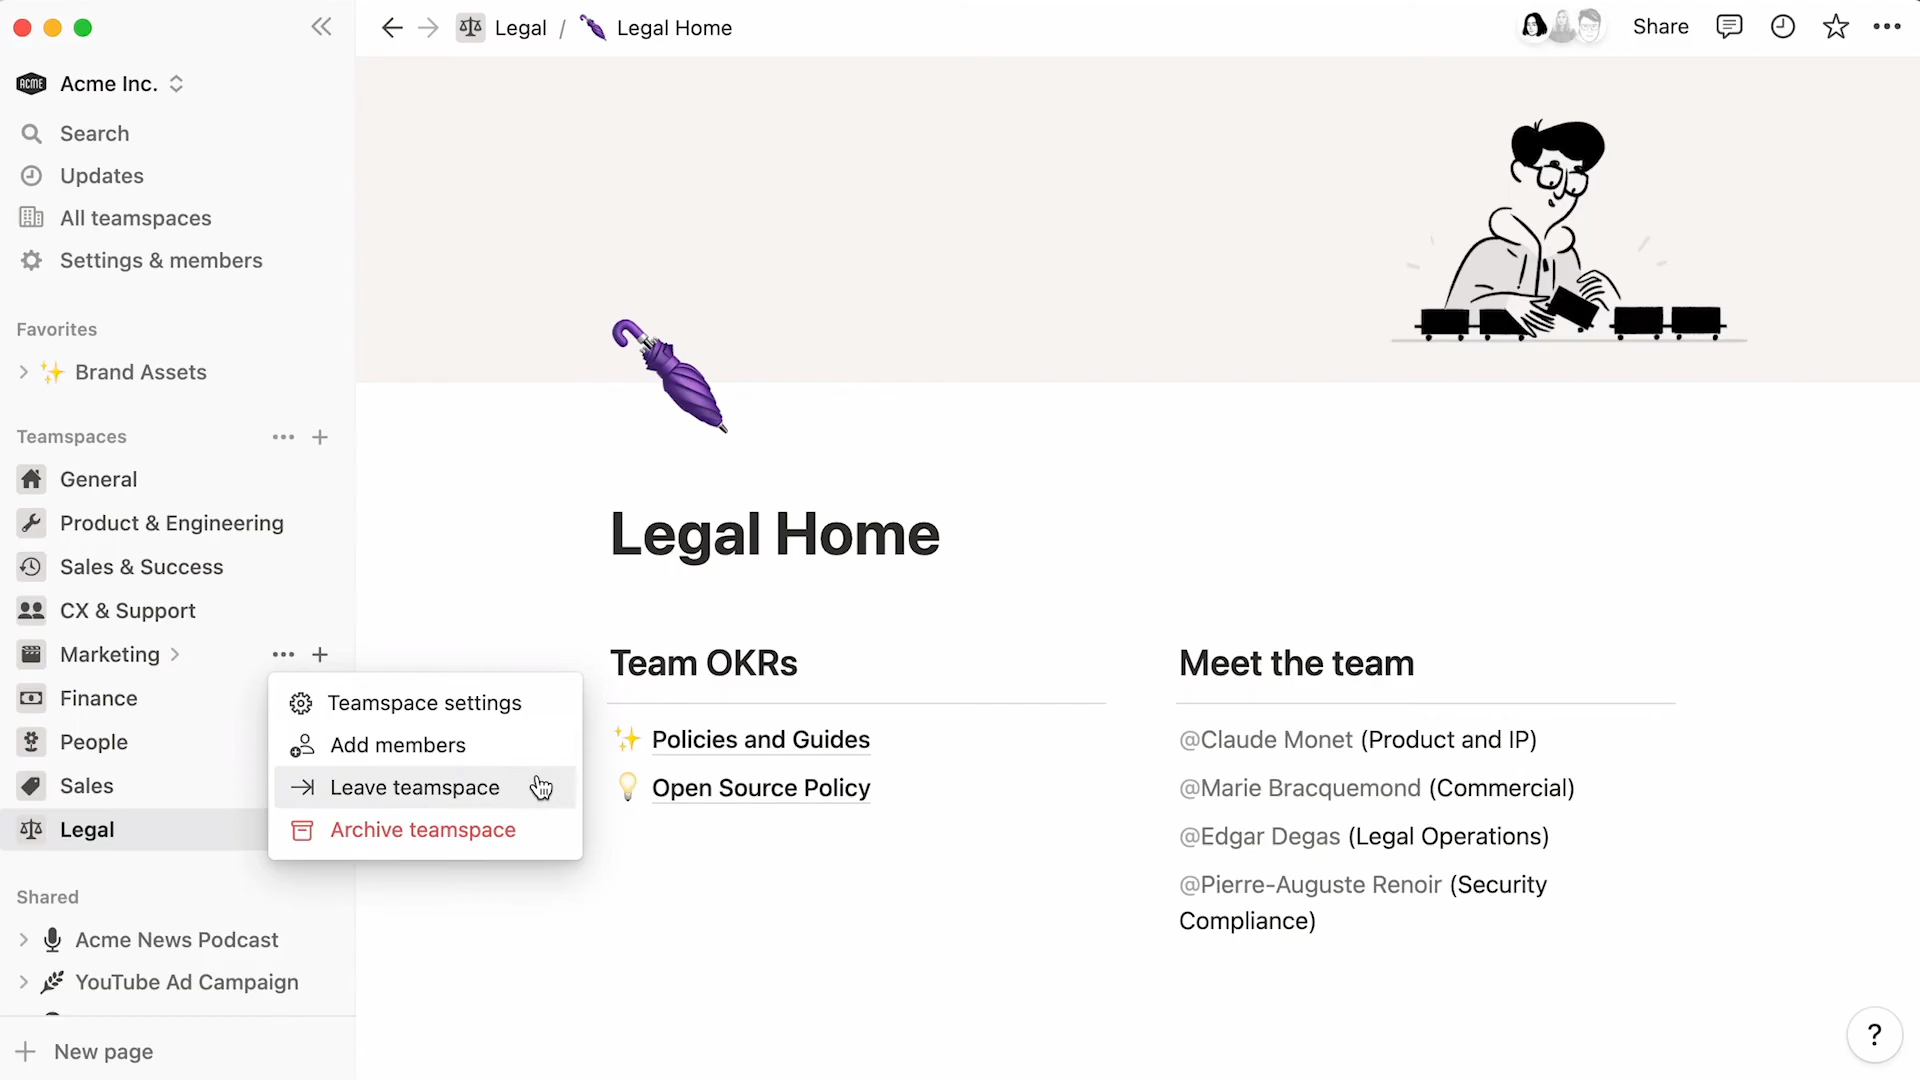 Legal / Legal Home
Share
ACME Acme Inc.
Search
Updates
All teamspaces
Settings & members
Favorites
Brand Assets
Teamspaces
General
Product & Engineering
Sales & Success
CX & Support
Marketing
Finance
People
Sales
Legal
Shared
Acme News Podcast
YouTube Ad Campaign
New page
Teamspace settings
Add members
Leave teamspace
Archive teamspace
Legal Home
Team OKRs
Policies and Guides
Open Source Policy
Meet the team
@Claude Monet (Product and IP)
@Marie Bracquemond (Commercial)
@Edgar Degas (Legal Operations)
@Pierre-Auguste Renoir (Security
Compliance)
?